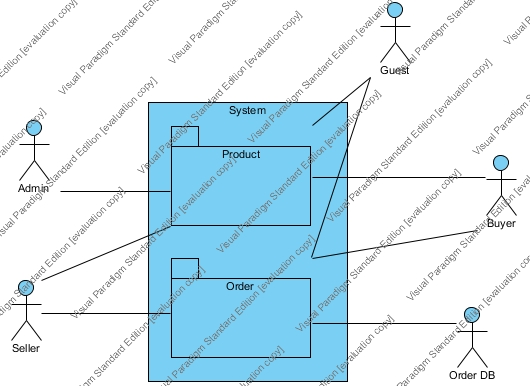 Guest
System
Product
Admin
Buyer
Order
Seller
Order DB
Visual Paradigm Standard Edition [evaluation copy]